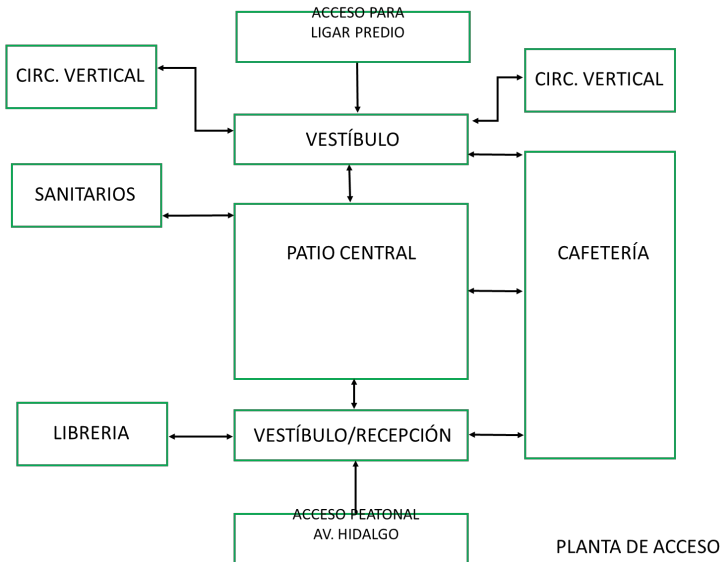 ACCESO PARA
LIGAR PREDIO
CIRC. VERTICAL
CIRC. VERTICAL
VESTÍBULO
SANITARIOS
PATIO CENTRAL
CAFETERÍA
LIBRERIA
VESTÍBULO/RECEPCIÓN
ACCESO PEATONAL
AV. HIDALGO
PLANTA DE ACCESO